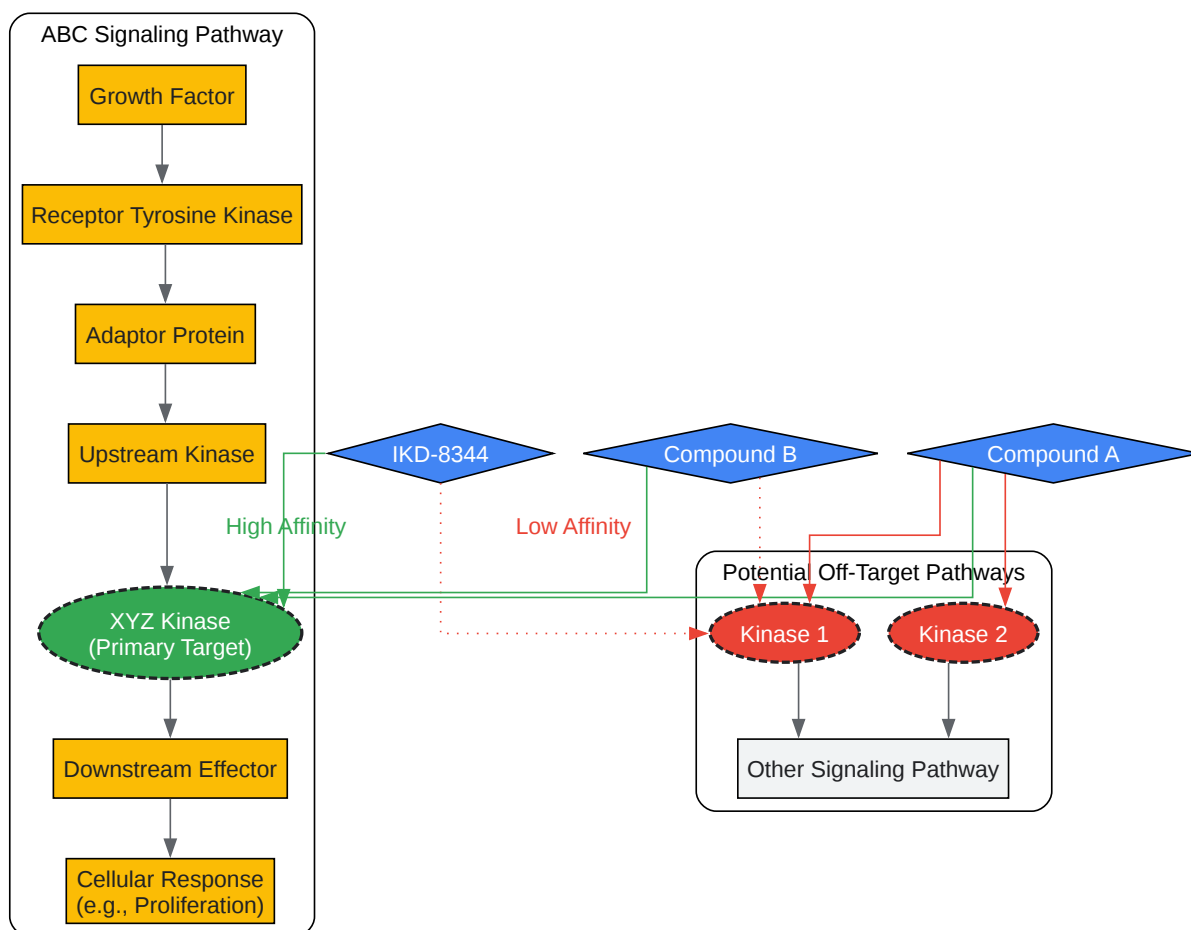 ABC Signaling Pathway
Growth Factor
Receptor Tyrosine Kinase
Adaptor Protein
Upstream Kinase
IKD-8344
Compound B
Compound A
High Affinity
Low Affinity
Potential Off-Target Pathways
XYZ Kinase
(Primary Target)
Kinase 1
Kinase 2
Downstream Effector
Other Signaling Pathway
Cellular Response
(e.g., Proliferation)